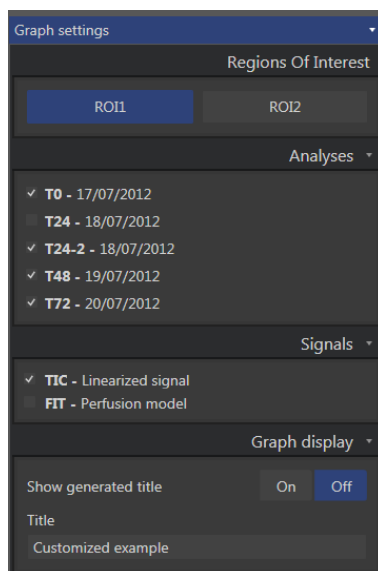 Graph settings
Regions Of Interest
ROI1 ROI2
Analyses
T0 - 17/07/2012
T24 - 18/07/2012
T24-2 - 18/07/2012
T48 - 19/07/2012
T72 - 20/07/2012
Signals
TIC - Linearized signal
FIT - Perfusion model
Graph display
Show generated title On Off
Title
Customized example